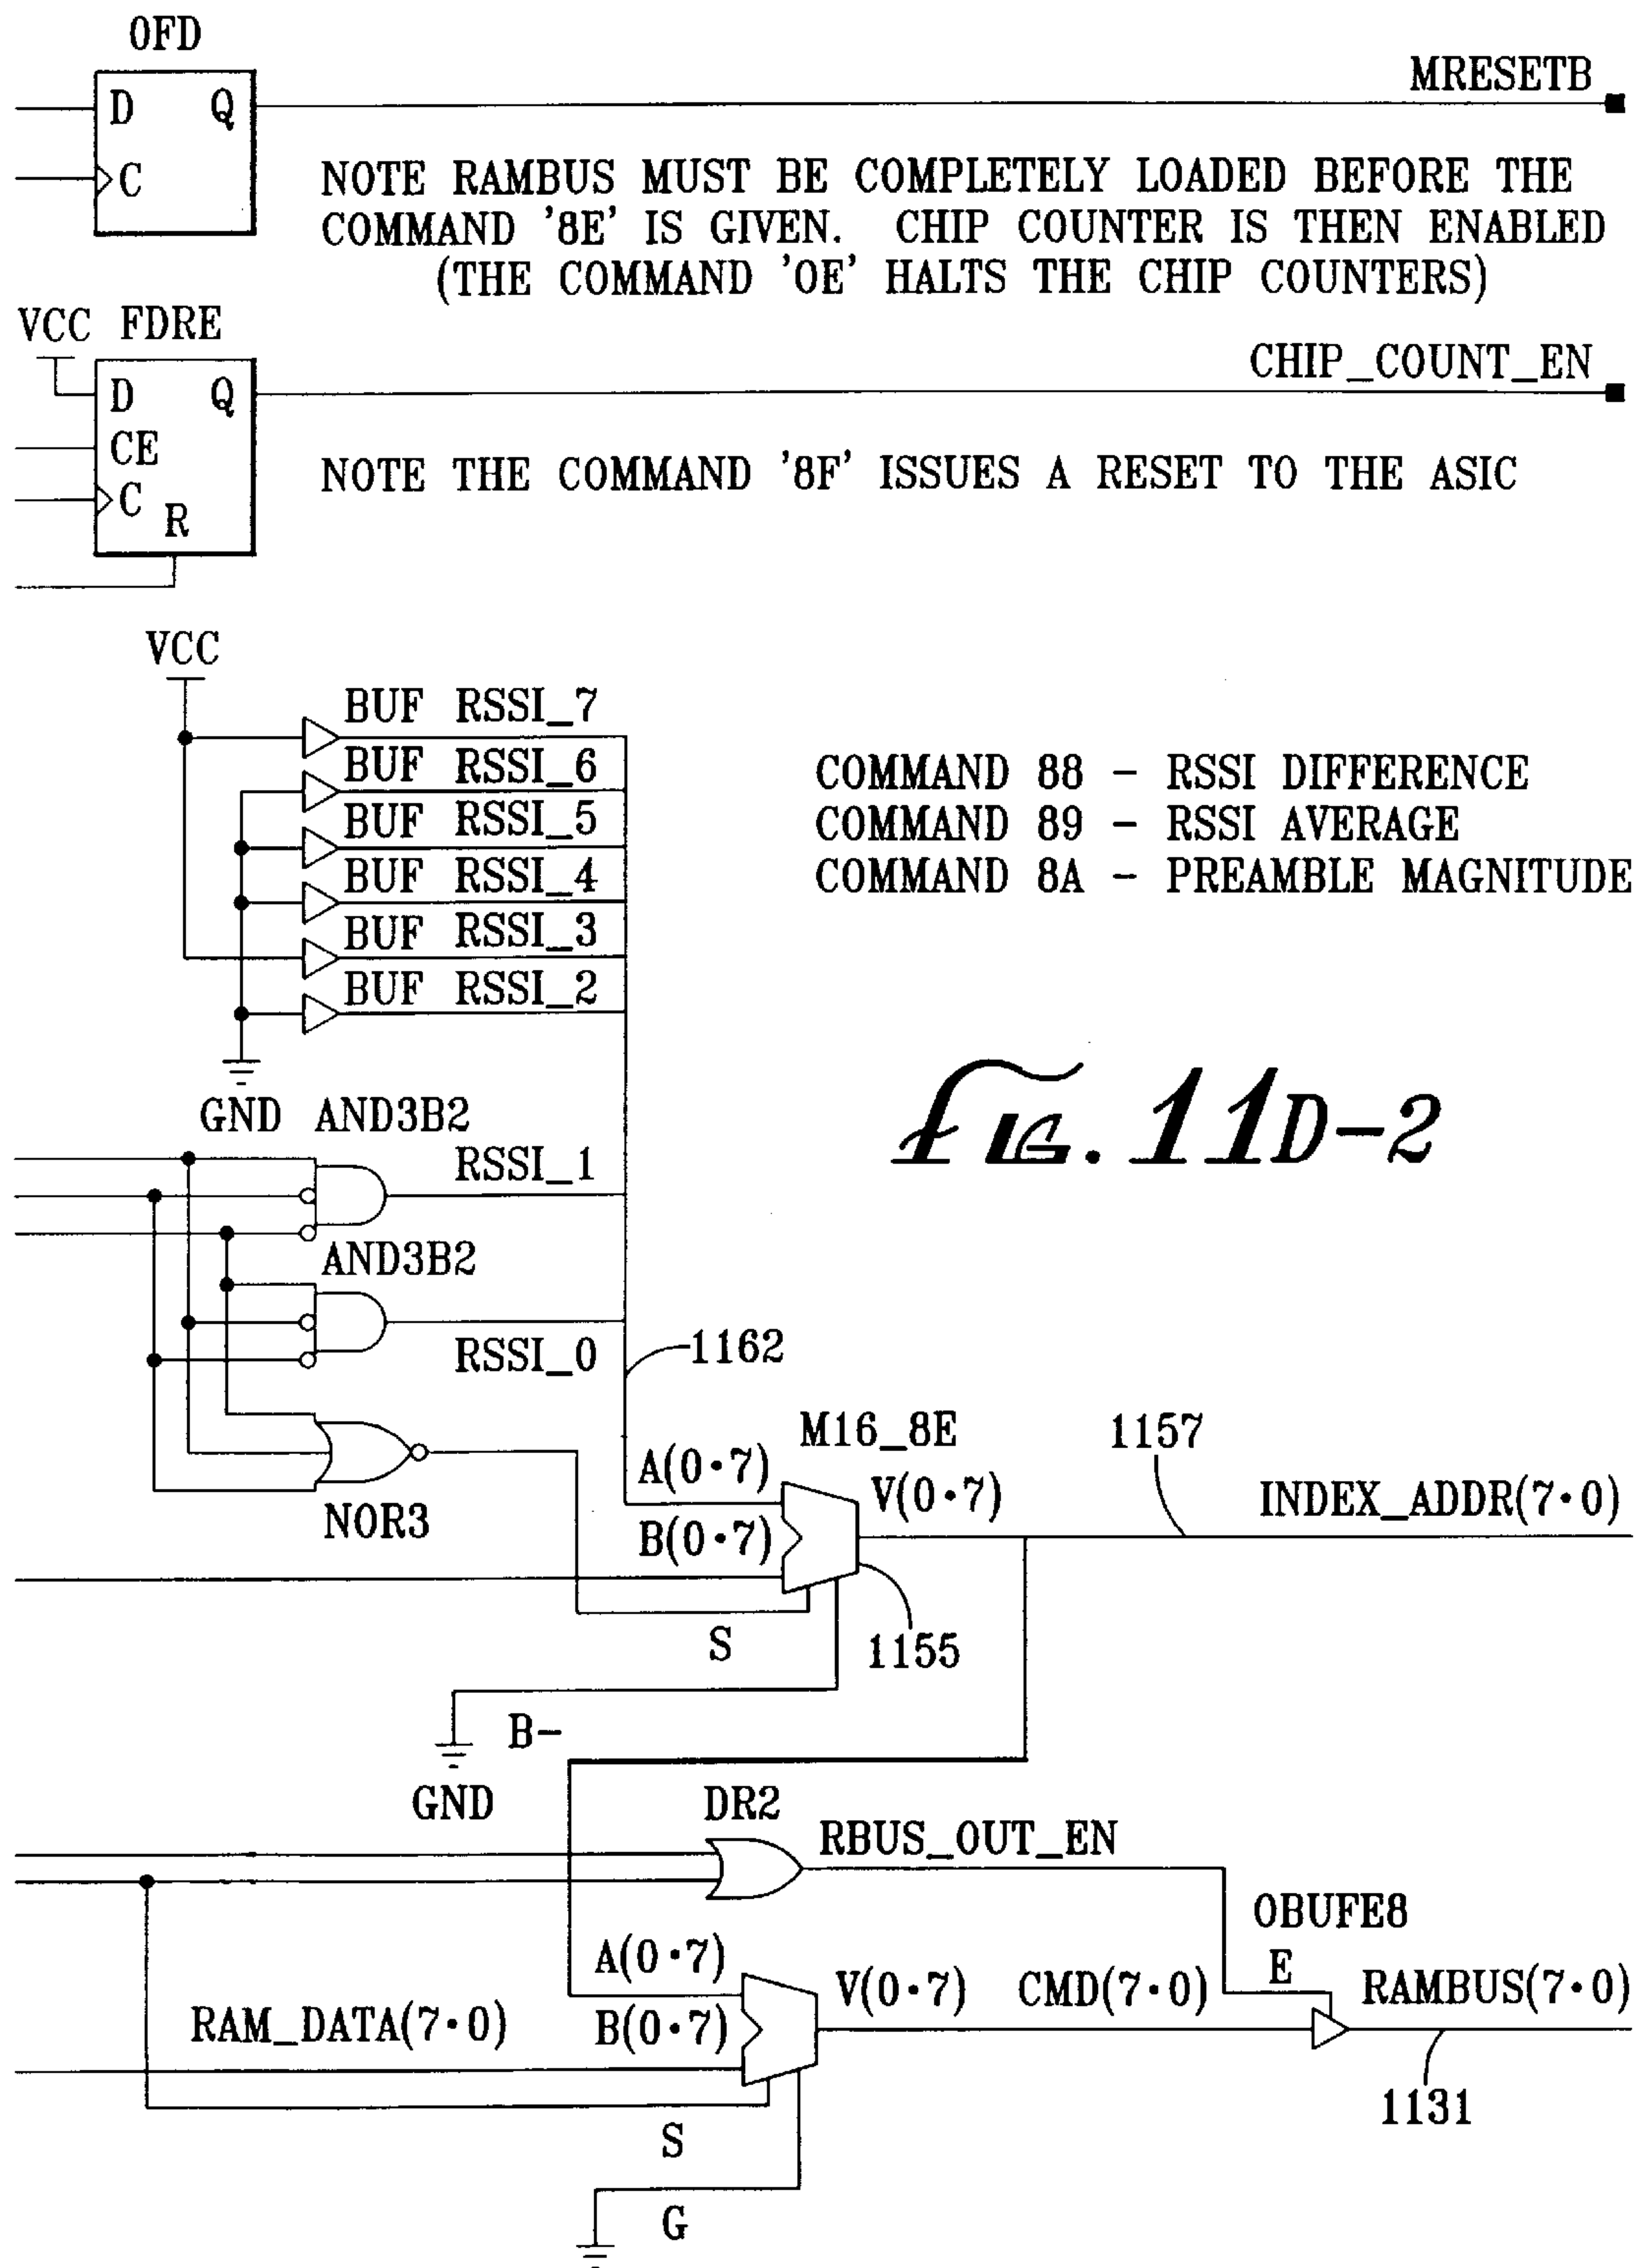 OFD
D Q
C
MRESETB
NOTE RAMBUS MUST BE COMPLETELY LOADED BEFORE THE
COMMAND '8E' IS GIVEN. CHIP COUNTER IS THEN ENABLED
(THE COMMAND 'OE' HALTS THE CHIP COUNTERS)
VCC FDRE
D Q
CE
C
R
CHIP_COUNT_EN
NOTE THE COMMAND '8F' ISSUES A RESET TO THE ASIC
VCC
BUF RSSI_7
BUF RSSI_6
BUF RSSI_5
BUF RSSI_4
BUF RSSI_3
BUF RSSI_2
COMMAND 88 - RSSI DIFFERENCE
COMMAND 89 - RSSI AVERAGE
COMMAND 8A - PREAMBLE MAGNITUDE
FIG. 11D-2
GND AND3B2
RSSI_1
AND3B2
RSSI_0
1162
NOR3
M16_8E
A(0·7)
B(0·7)
V(0·7)
1157
INDEX_ADDR(7·0)
S
1155
B-
GND
DR2
RBUS_OUT_EN
OBUFE8
E
A(0·7)
B(0·7)
V(0·7)
CMD(7·0)
RAMBUS(7·0)
RAM_DATA(7·0)
1131
S
G